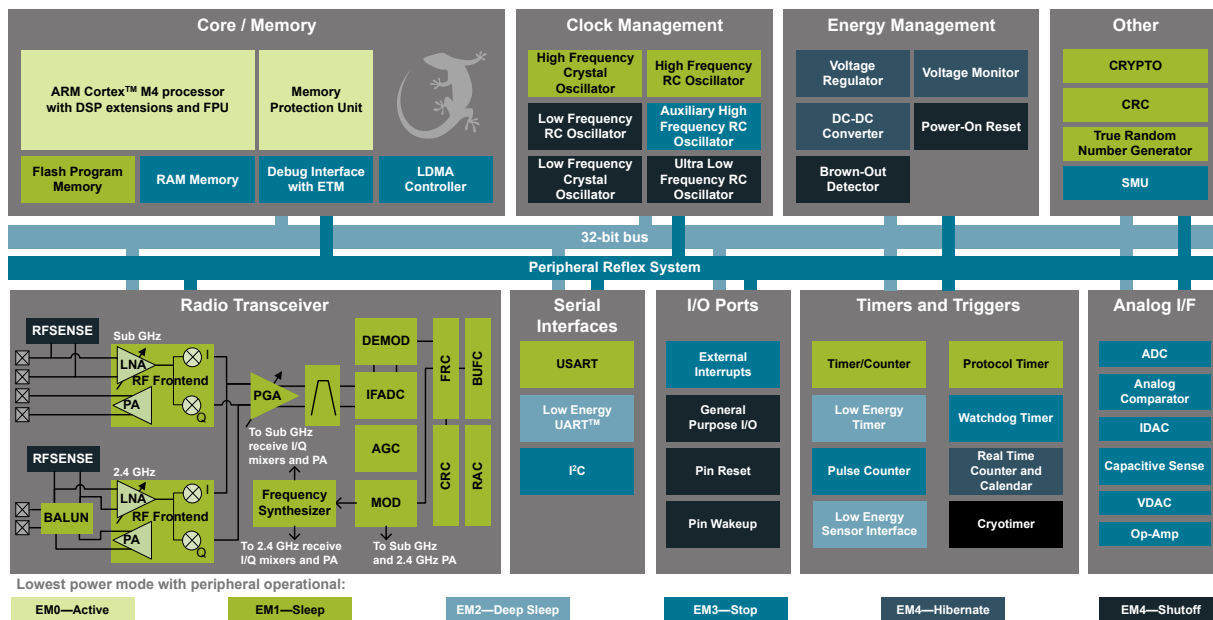 Core / Memory
ARM Cortex™ M4 processor
with DSP extensions and FPU
Memory
Protection Unit
Flash Program
Memory
RAM Memory
Debug Interface
with ETM
LDMA
Controller
Clock Management
High Frequency
Crystal
Oscillator
High Frequency
RC Oscillator
Low Frequency
RC Oscillator
Auxiliary High
Frequency RC
Oscillator
Low Frequency
Crystal
Oscillator
Ultra Low
Frequency RC
Oscillator
Energy Management
Voltage
Regulator
Voltage Monitor
DC-DC
Converter
Power-On Reset
Brown-Out
Detector
Other
CRYPTO
CRC
True Random
Number Generator
SMU
32-bit bus
Peripheral Reflex System
Radio Transceiver
RFSENSE
Sub GHz
LNA
RF Frontend
PA
I
Q
PGA
To Sub GHz
receive I/Q
mixers and PA
DEMOD
IFADC
AGC
MOD
FRC
BUFC
CRC
RAC
RFSENSE
2.4 GHz
LNA
RF Frontend
PA
I
Q
BALUN
Frequency
Synthesizer
To 2.4 GHz receive
I/Q mixers and PA
To Sub GHz
and 2.4 GHz PA
Serial
Interfaces
USART
Low Energy
UART™
I²C
I/O Ports
External
Interrupts
General
Purpose I/O
Pin Reset
Pin Wakeup
Timers and Triggers
Timer/Counter
Protocol Timer
Low Energy
Timer
Watchdog Timer
Pulse Counter
Real Time
Counter and
Calendar
Low Energy
Sensor Interface
Cryotimer
Analog I/F
ADC
Analog
Comparator
IDAC
Capacitive Sense
VDAC
Op-Amp
Lowest power mode with peripheral operational:
EM0—Active
EM1—Sleep
EM2—Deep Sleep
EM3—Stop
EM4—Hibernate
EM4—Shutoff